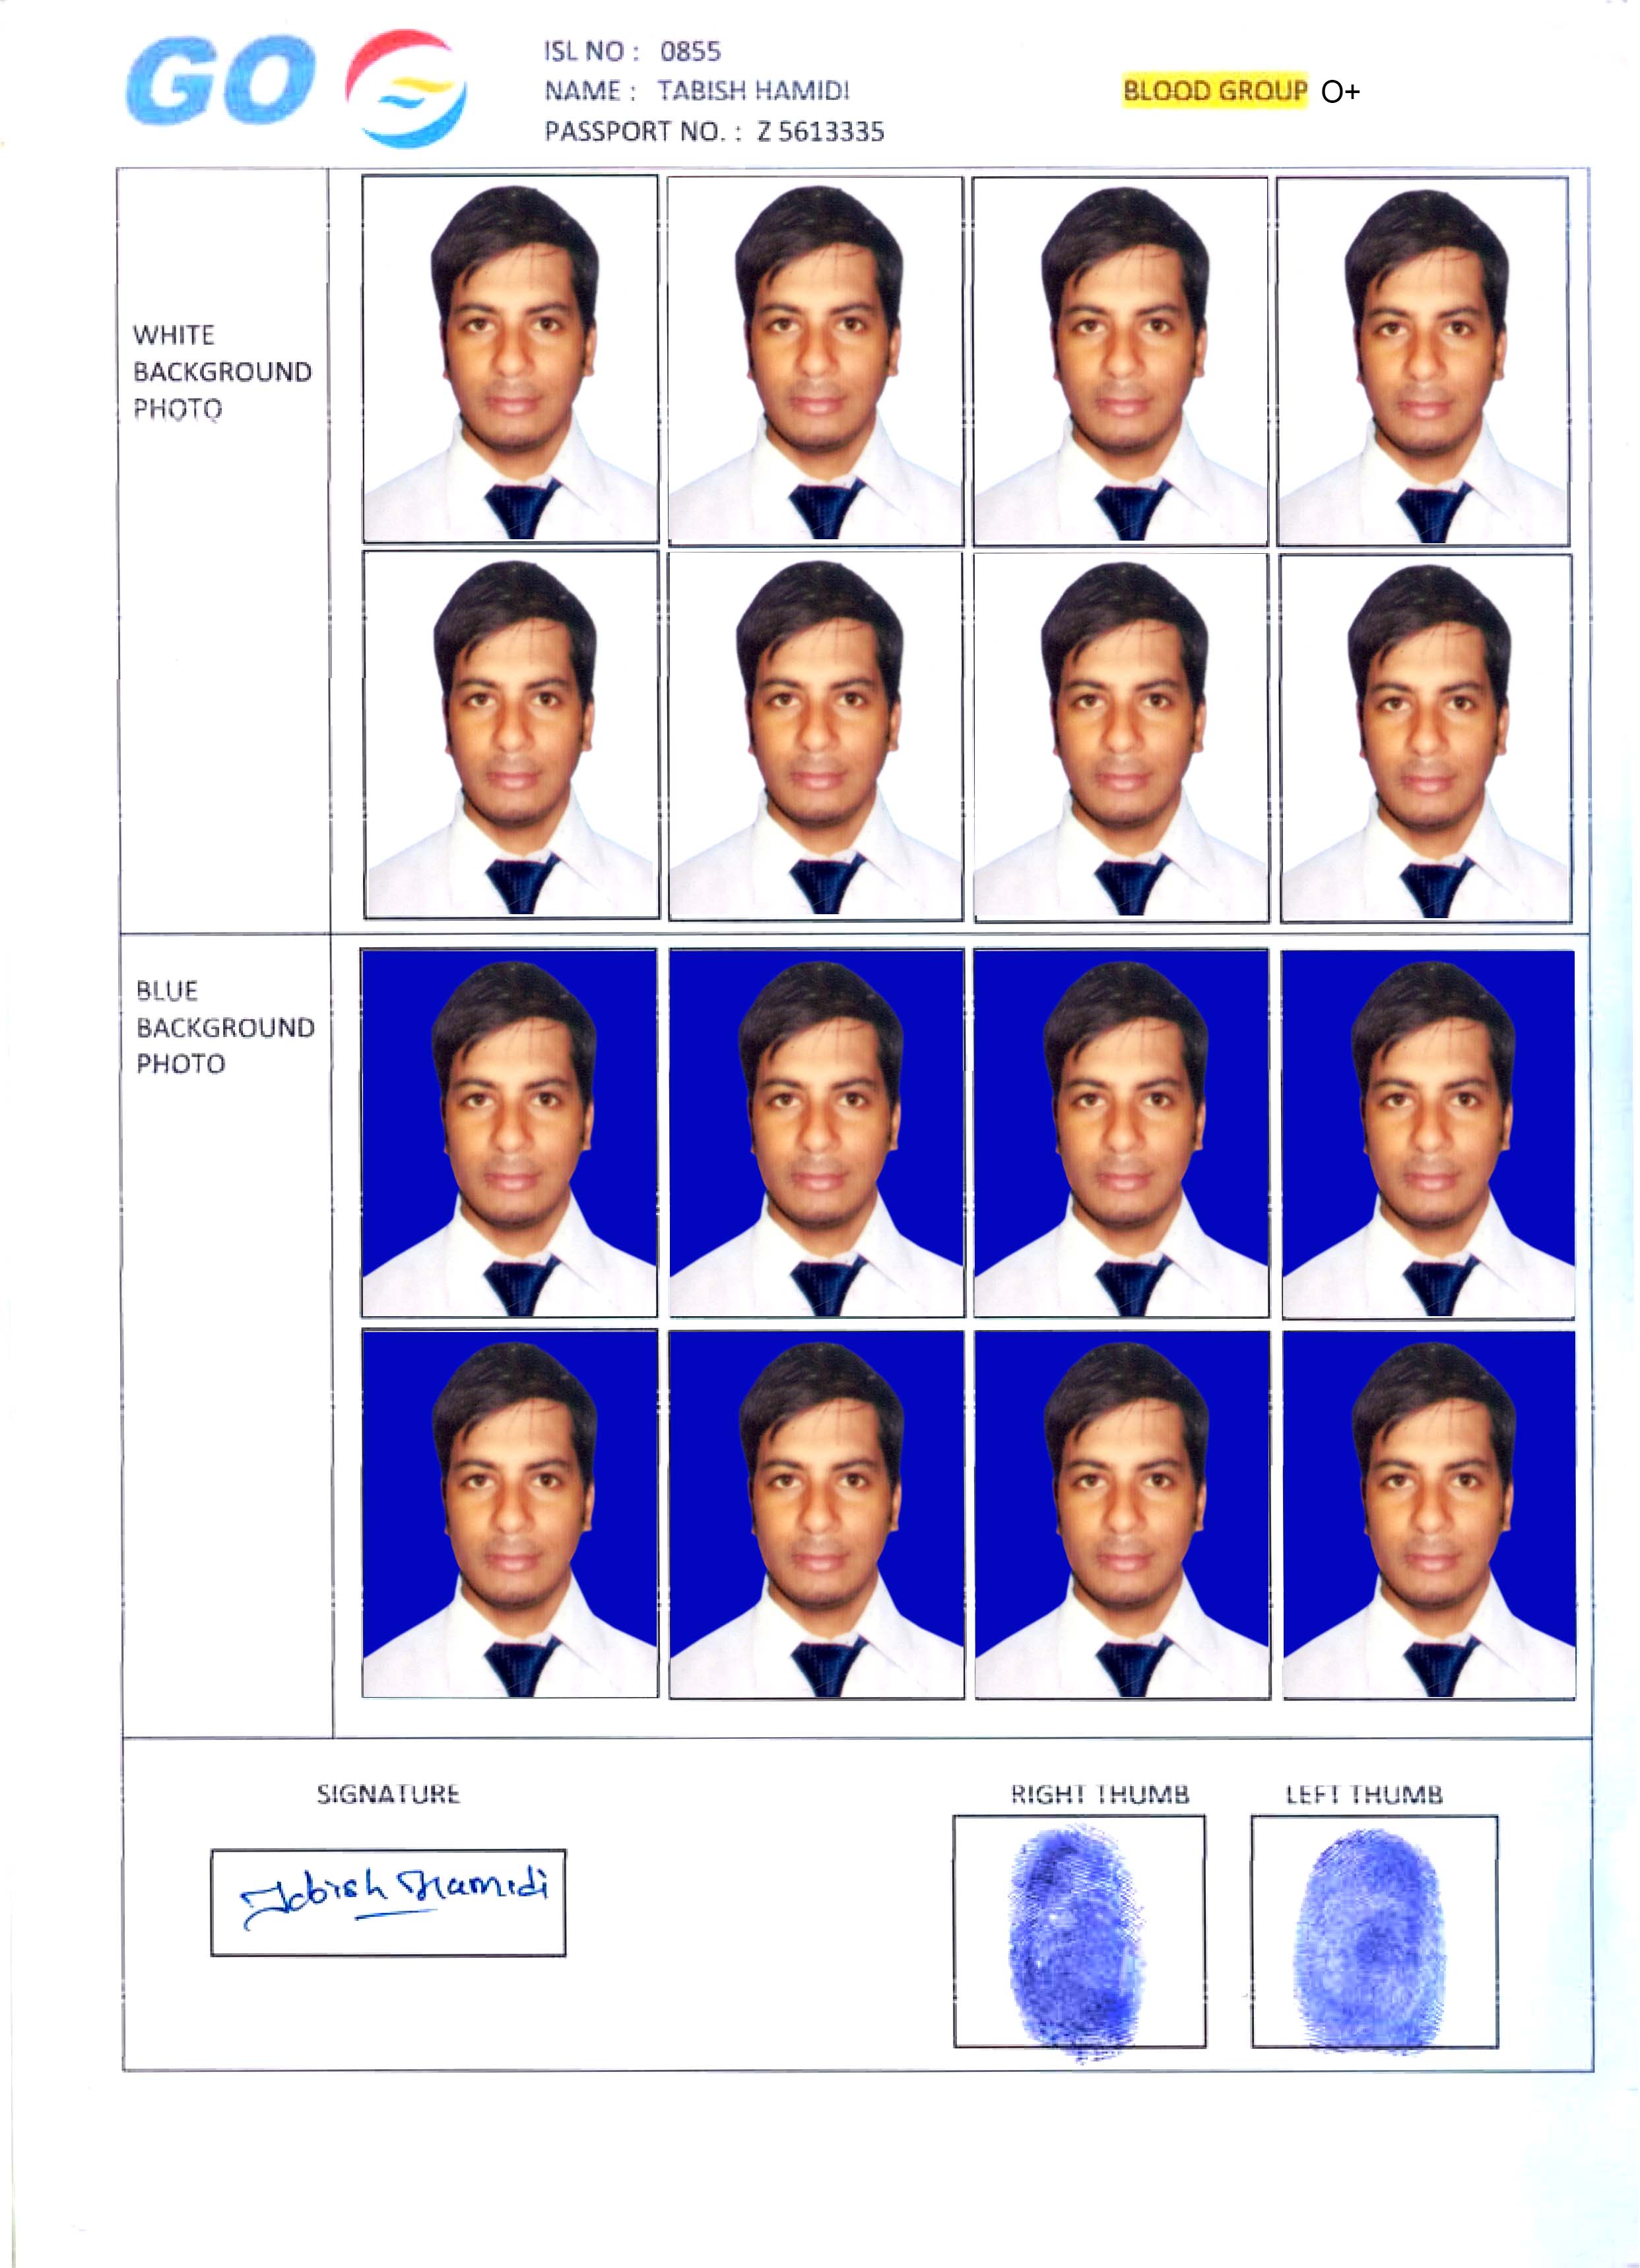 GO
ISL NO : 0855
NAME : TABISH HAMIDI
PASSPORT NO. : Z 5613335
BLOOD GROUP O+
WHITE
BACKGROUND
PHOTO
BLUE
BACKGROUND
PHOTO
SIGNATURE
RIGHT THUMB
LEFT THUMB
Tabish Hamidi